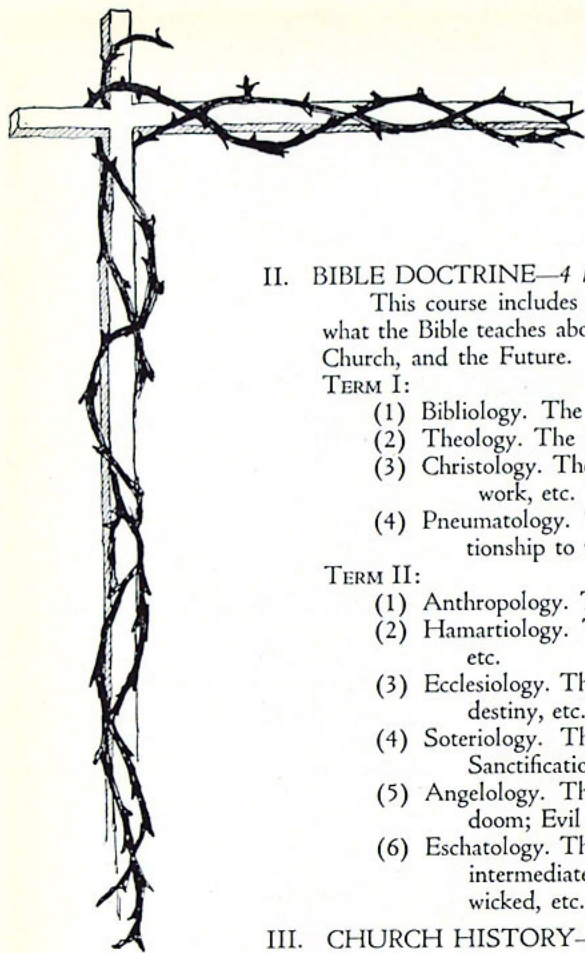 II. BIBLE DOCTRINE—4
This course includes
what the Bible teaches
Church, and the Future.
TERM I:
(1) Bibliology. The
(2) Theology. The
(3) Christology. The
work, etc.
(4) Pneumatology.
tionship to
TERM II:
(1) Anthropology.
(2) Hamartiology.
etc.
(3) Ecclesiology. Th
destiny, etc.
(4) Soteriology. Th
Sanctificatio
(5) Angelology. Th
doom; Evil
(6) Eschatology. Th
intermediate
wicked, etc.
III. CHURCH HISTORY—